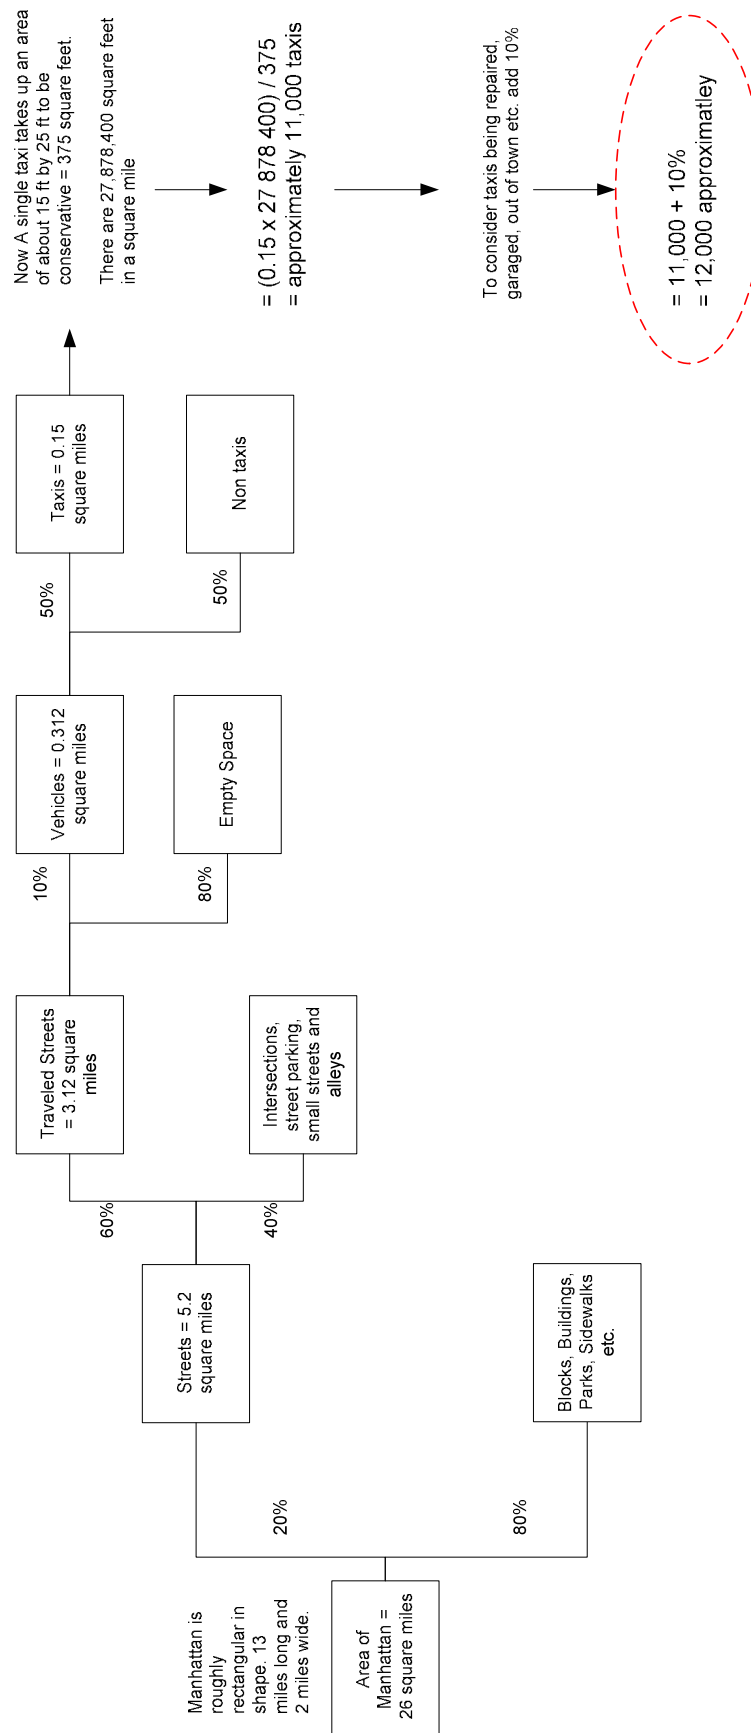 Manhattan is
roughly
rectangular in
shape. 13
miles long and
2 miles wide.
Area of
Manhattan =
26 square miles
20%
80%
Streets = 5.2
square miles
Blocks, Buildings,
Parks, Sidewalks
etc.
60%
40%
Traveled Streets
= 3.12 square
miles
Intersections,
street parking,
small streets and
alleys
10%
80%
Vehicles = 0.312
square miles
Empty Space
50%
50%
Taxis = 0.15
square miles
Non taxis
Now A single taxi takes up an area
of about 15 ft by 25 ft to be
conservative = 375 square feet.
There are 27,878,400 square feet
in a square mile
= (0.15 x 27 878 400) / 375
= approximately 11,000 taxis
To consider taxis being repaired,
garaged, out of town etc. add 10%
= 11,000 + 10%
= 12,000 approximatley